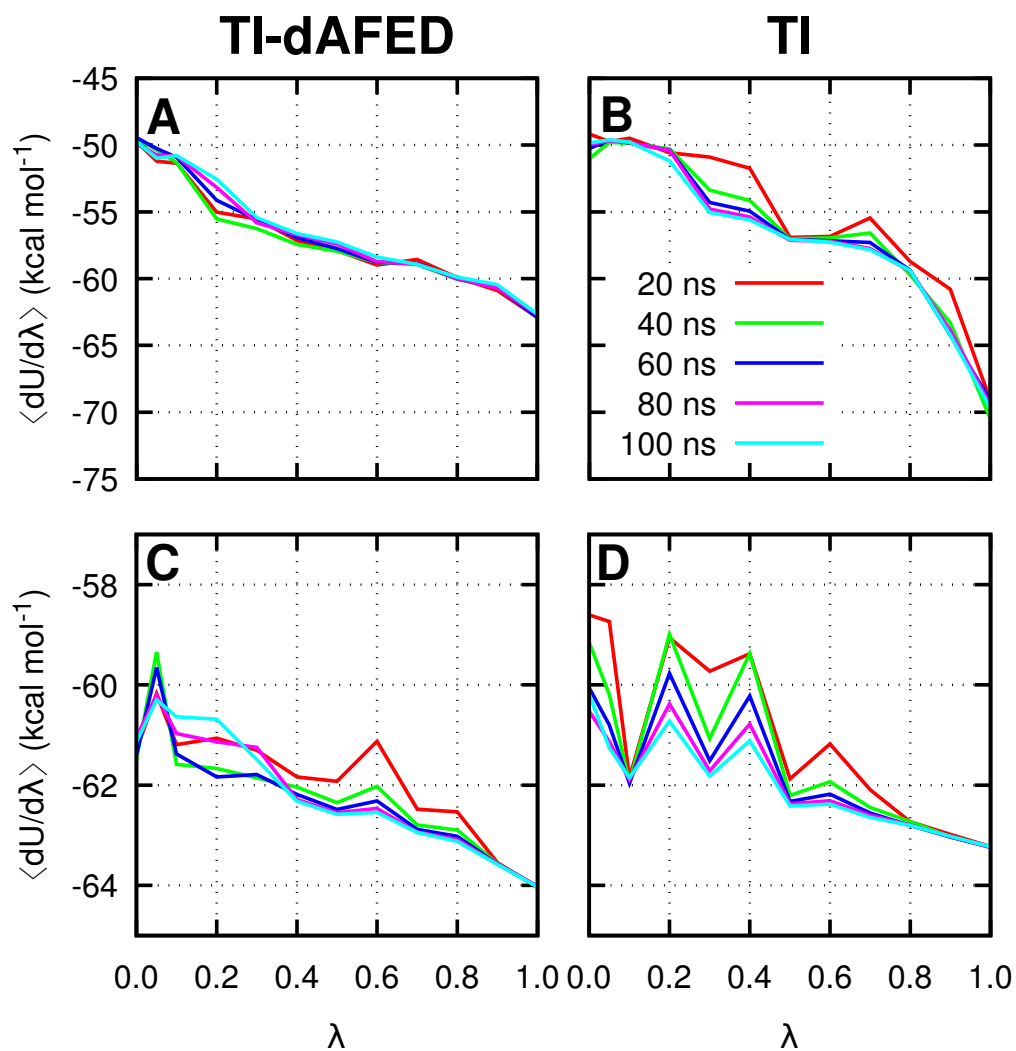 TI-dAFED TI
-45
-50
-55
-60
-65
-70
-75
⟨dU/dλ⟩ (kcal mol⁻¹)
A
B
20 ns
40 ns
60 ns
80 ns
100 ns
-58
-60
-62
-64
⟨dU/dλ⟩ (kcal mol⁻¹)
C
D
0.0 0.2 0.4 0.6 0.8 1.0 0.0 0.2 0.4 0.6 0.8 1.0
λ λ